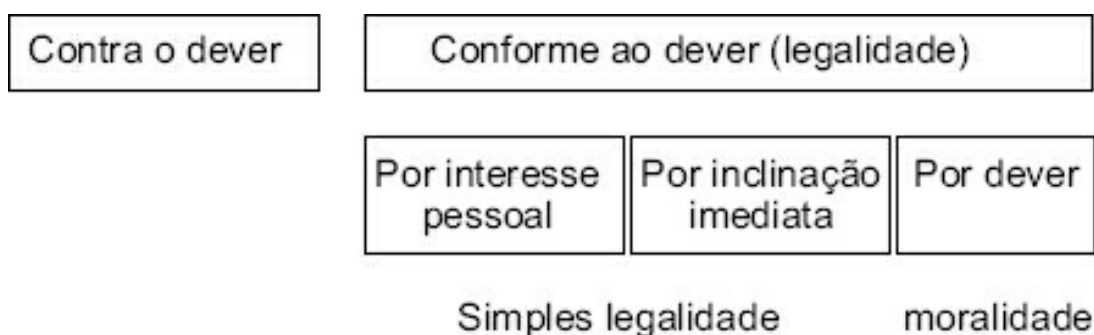 Contra o dever
Conforme ao dever (legalidade)
Por interesse
pessoal
Por inclinação
imediata
Por dever
Simples legalidade
moralidade